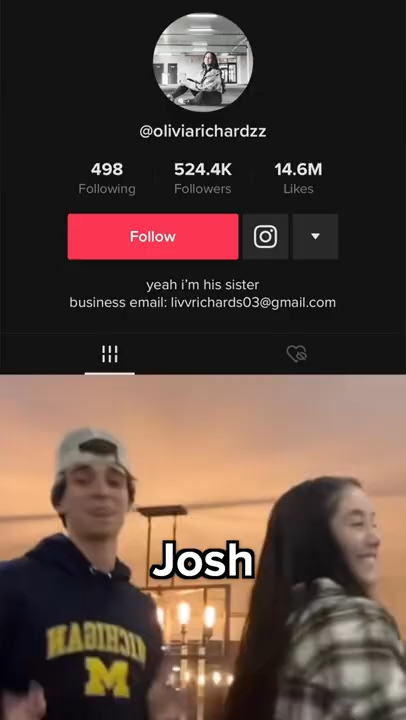 @oliviarichardzz
498 524.4K 14.6M
Following Followers Likes
Follow
yeah i'm his sister
business email: livvrichards03@gmail.com
Josh
MICHIGAN
M